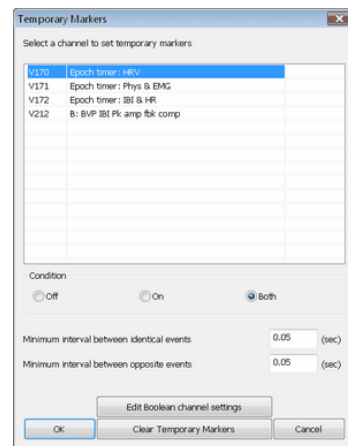 Temporary Markers
Select a channel to set temporary markers
V170 Epoch timer: HRV
V171 Epoch timer: Phys & EMG
V172 Epoch timer: IBI & HR
V212 B: BVP IBI Pk amp fbk comp
Condition
Off On Both
Minimum interval between identical events 0.05 (sec)
Minimum interval between opposite events 0.05 (sec)
Edit Boolean channel settings
OK Clear Temporary Markers Cancel